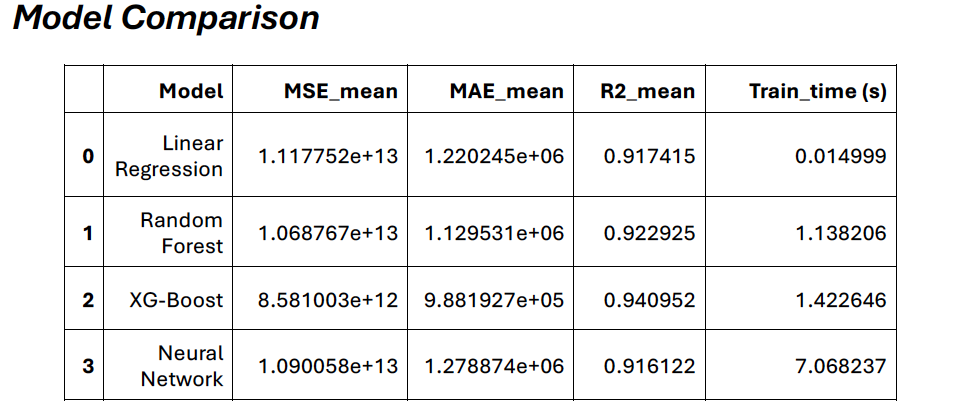 Model Comparison
Model MSE_mean MAE_mean R2_mean Train_time (s)
0 Linear Regression 1.117752e+13 1.220245e+06 0.917415 0.014999
1 Random Forest 1.068767e+13 1.129531e+06 0.922925 1.138206
2 XG-Boost 8.581003e+12 9.881927e+05 0.940952 1.422646
3 Neural Network 1.090058e+13 1.278874e+06 0.916122 7.068237